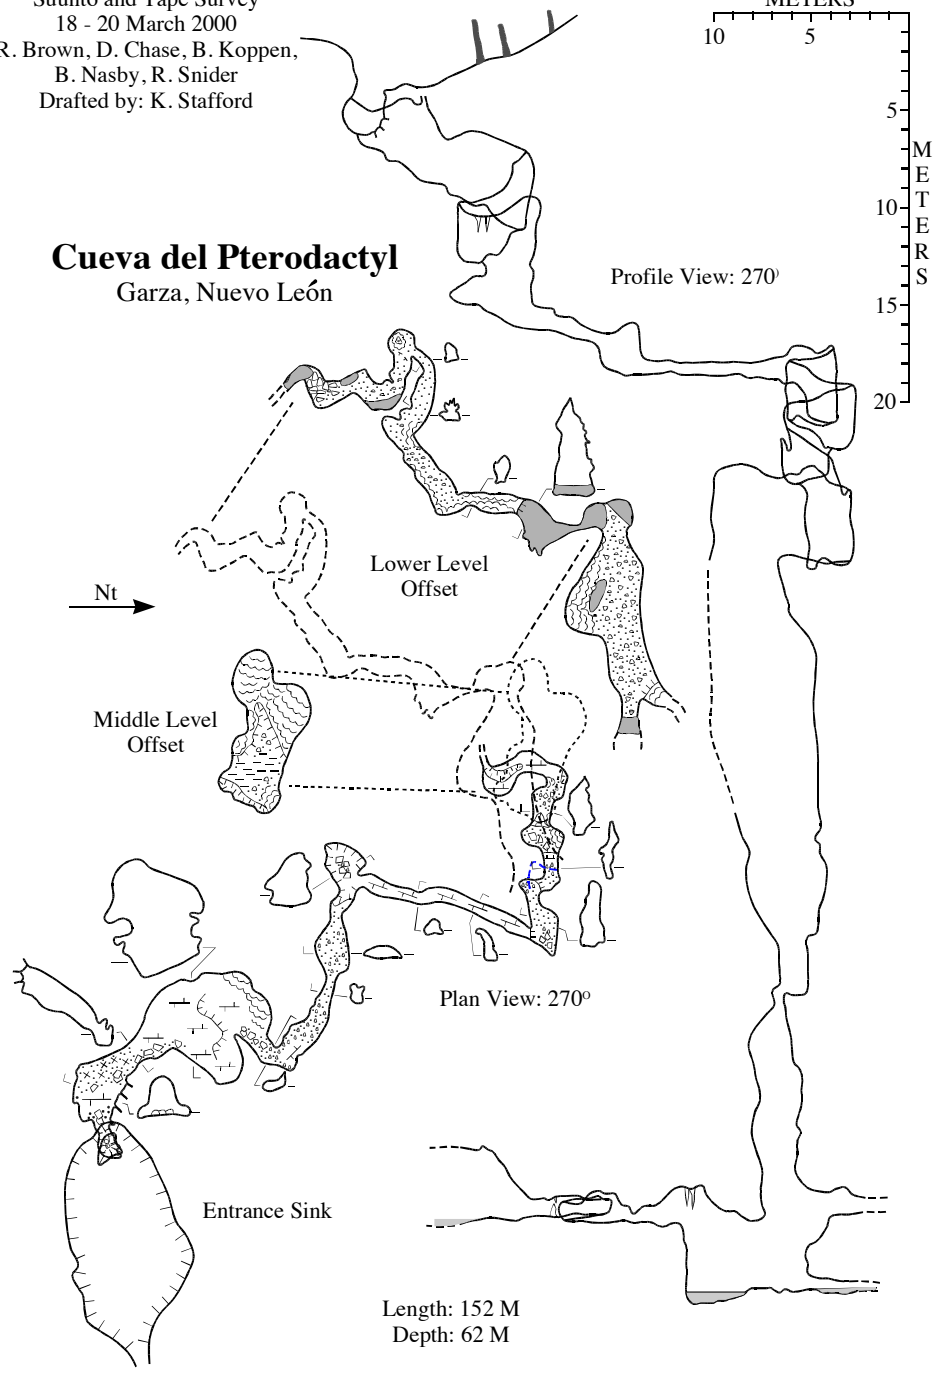 Suunto and Tape Survey
18 - 20 March 2000
R. Brown, D. Chase, B. Koppen,
B. Nasby, R. Snider
Drafted by: K. Stafford
METERS
10 5
5
10
15
20
METERS
Cueva del Pterodactyl
Garza, Nuevo León
Profile View: 270⁾
Lower Level
Offset
Nt
Middle Level
Offset
Plan View: 270º
Entrance Sink
Length: 152 M
Depth: 62 M